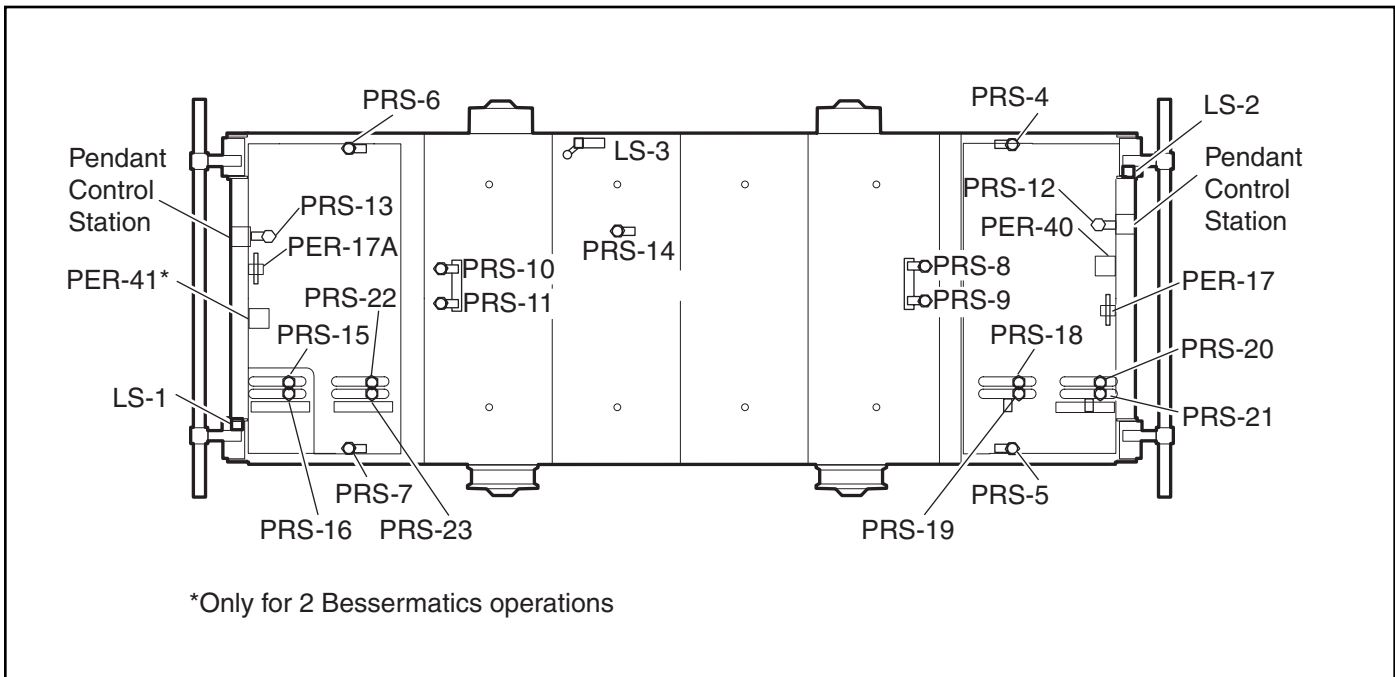 PRS-6
PRS-4
LS-2
LS-3
Pendant
Control
Station
Pendant
Control
Station
PRS-12
PRS-13
PER-40
PER-17A
PRS-14
PRS-10
PRS-8
PER-41*
PRS-22
PER-17
PRS-11
PRS-9
PRS-15
PRS-18
PRS-20
LS-1
PRS-21
PRS-7
PRS-5
PRS-16
PRS-23
PRS-19
*Only for 2 Bessermatics operations